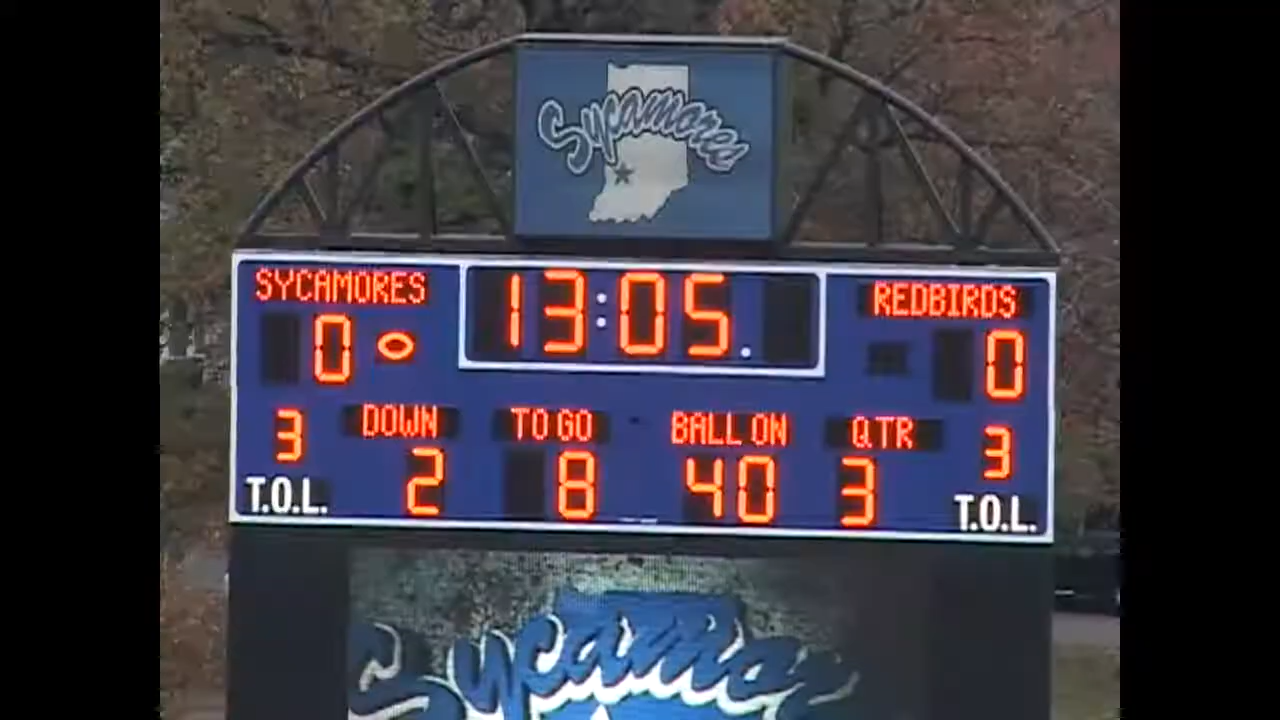 Sycamores
SYCAMORES
13:05.
REDBIRDS
0
0
DOWN
TO GO
BALL ON
QTR
3
2
8
40
3
3
T.O.L.
T.O.L.
Sycamores